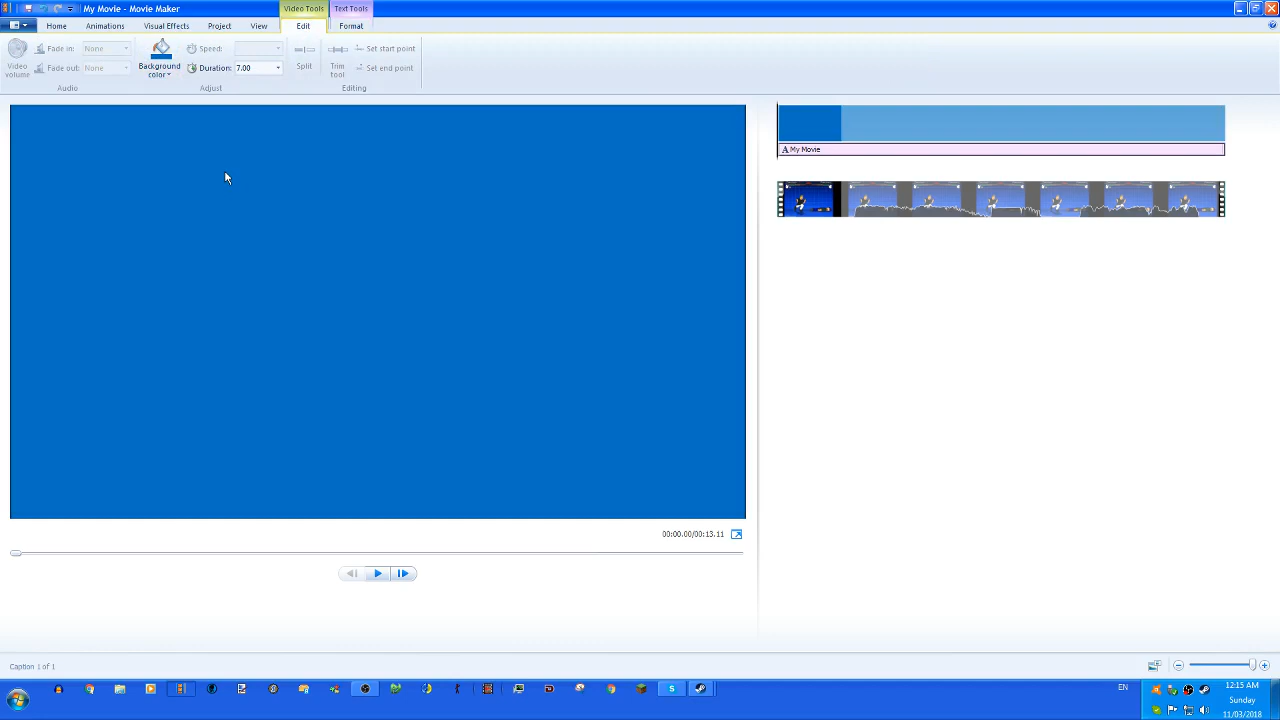 My Movie - Movie Maker
Video Tools
Text Tools
Home
Animations
Visual Effects
Project
View
Edit
Format
Video volume
Fade in: None
Fade out: None
Audio
Background color
Speed:
Duration: 7.00
Adjust
Split
Trim tool
Set start point
Set end point
Editing
A My Movie
00:00.00/00:13.11
Caption 1 of 1
EN
12:15 AM
Sunday
11/03/2018